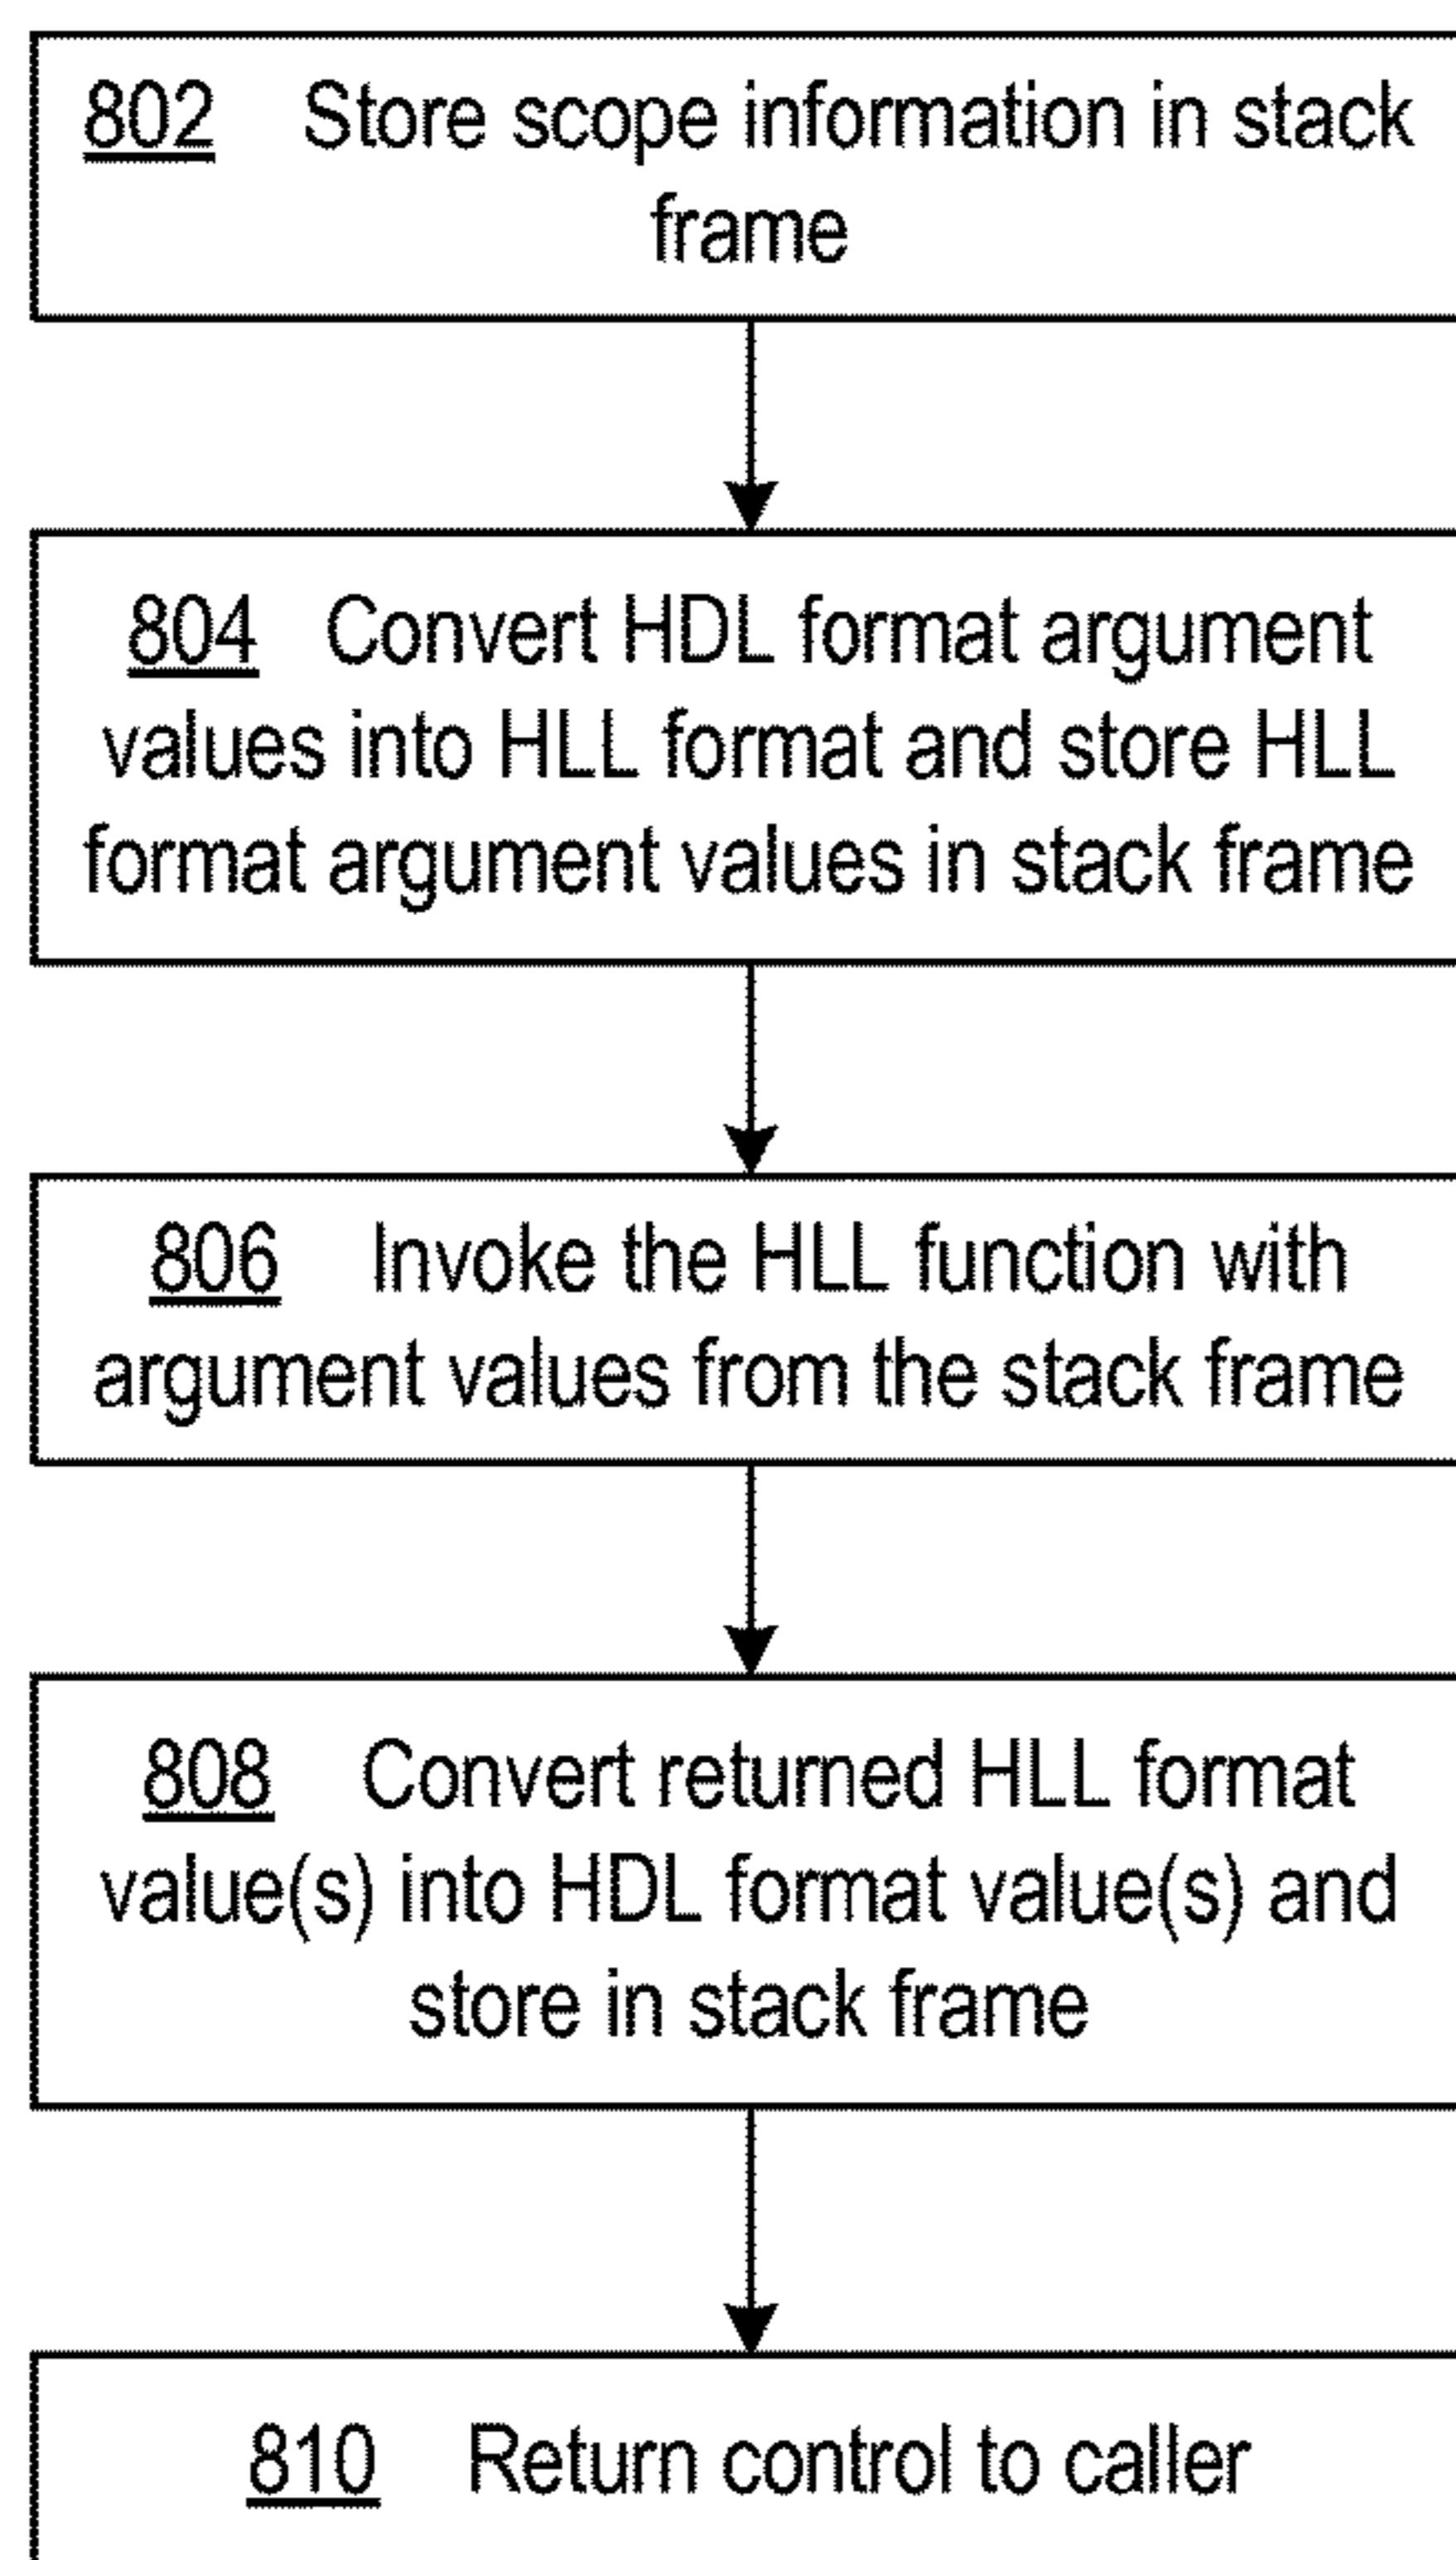 802 Store scope information in stack
frame
804 Convert HDL format argument
values into HLL format and store HLL
format argument values in stack frame
806 Invoke the HLL function with
argument values from the stack frame
808 Convert returned HLL format
value(s) into HDL format value(s) and
store in stack frame
810 Return control to caller